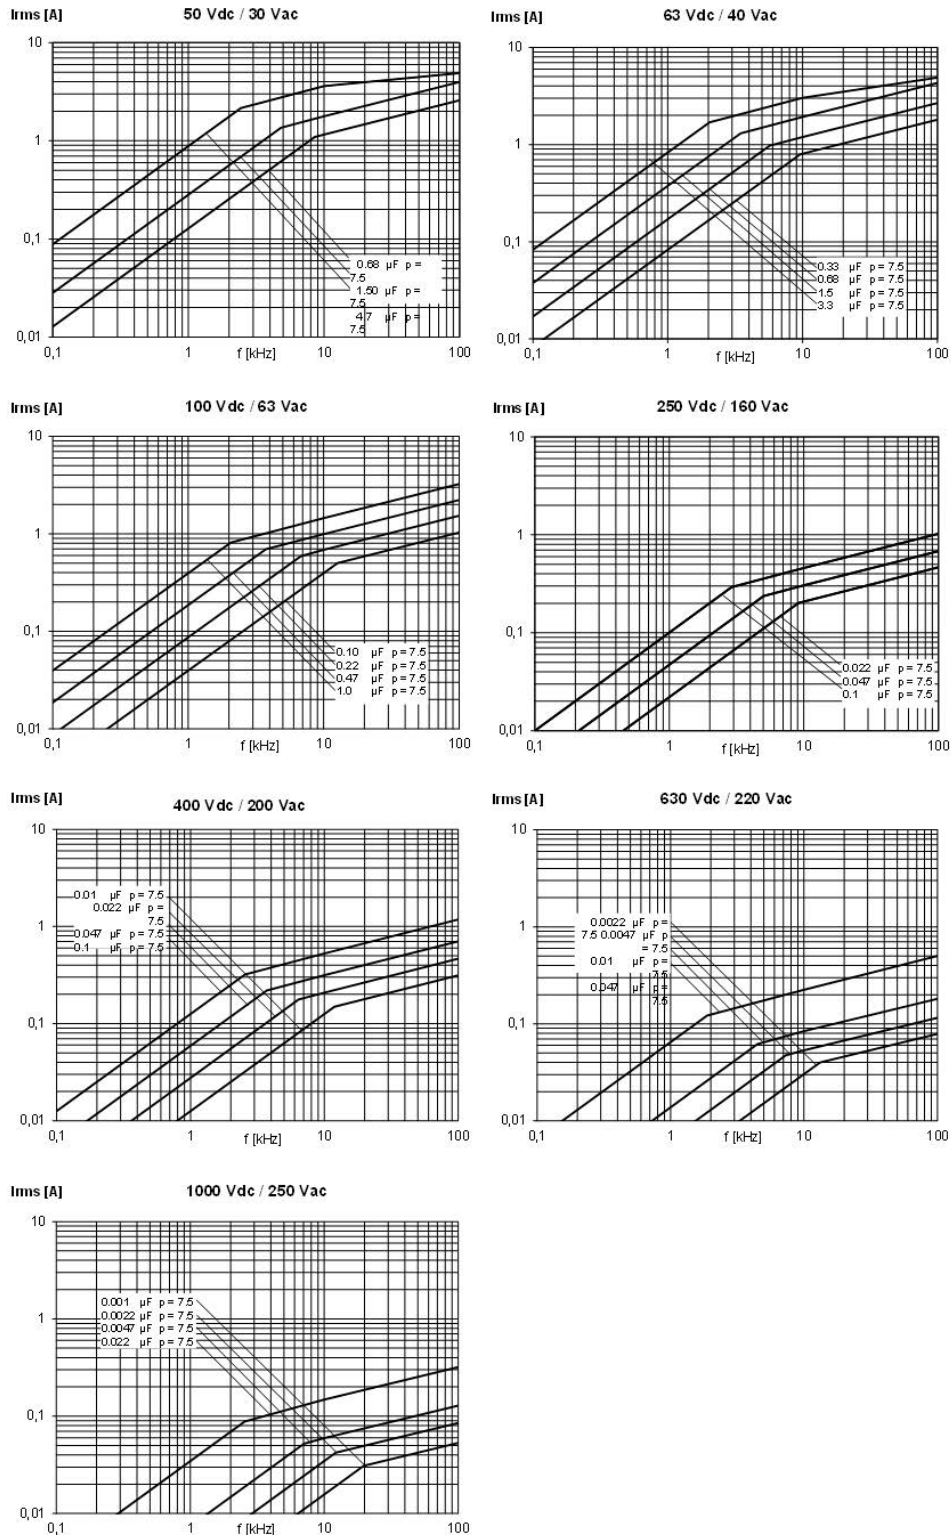 Irms [A]
50 Vdc / 30 Vac
10
1
0,1
0,01
0.68 µF p =
7.5
1.50 µF p =
7.5
4.7 µF p =
7.5
0,1
1
f [kHz]
10
100
Irms [A]
63 Vdc / 40 Vac
10
1
0,1
0,01
0.33 µF p = 7.5
0.68 µF p = 7.5
1.5 µF p = 7.5
3.3 µF p = 7.5
0,1
1
f [kHz]
10
100
Irms [A]
100 Vdc / 63 Vac
10
1
0,1
0,01
0.10 µF p = 7.5
0.22 µF p = 7.5
0.47 µF p = 7.5
1.0 µF p = 7.5
0,1
1
f [kHz]
10
100
Irms [A]
250 Vdc / 160 Vac
10
1
0,1
0,01
0.022 µF p = 7.5
0.047 µF p = 7.5
0.1 µF p = 7.5
0,1
1
f [kHz]
10
100
Irms [A]
400 Vdc / 200 Vac
10
1
0,1
0,01
0.01 µF p = 7.5
0.022 µF p =
7.5
0.047 µF p = 7.5
0.1 µF p = 7.5
0,1
1
f [kHz]
10
100
Irms [A]
630 Vdc / 220 Vac
10
1
0,1
0,01
0.0022 µF p =
7.5 0.0047 µF p
= 7.5
0.01 µF p =
7.5
0.047 µF p =
7.5
0,1
1
f [kHz]
10
100
Irms [A]
1000 Vdc / 250 Vac
10
1
0,1
0,01
0.001 µF p = 7.5
0.0022 µF p = 7.5
0.0047 µF p = 7.5
0.022 µF p = 7.5
0,1
1
f [kHz]
10
100